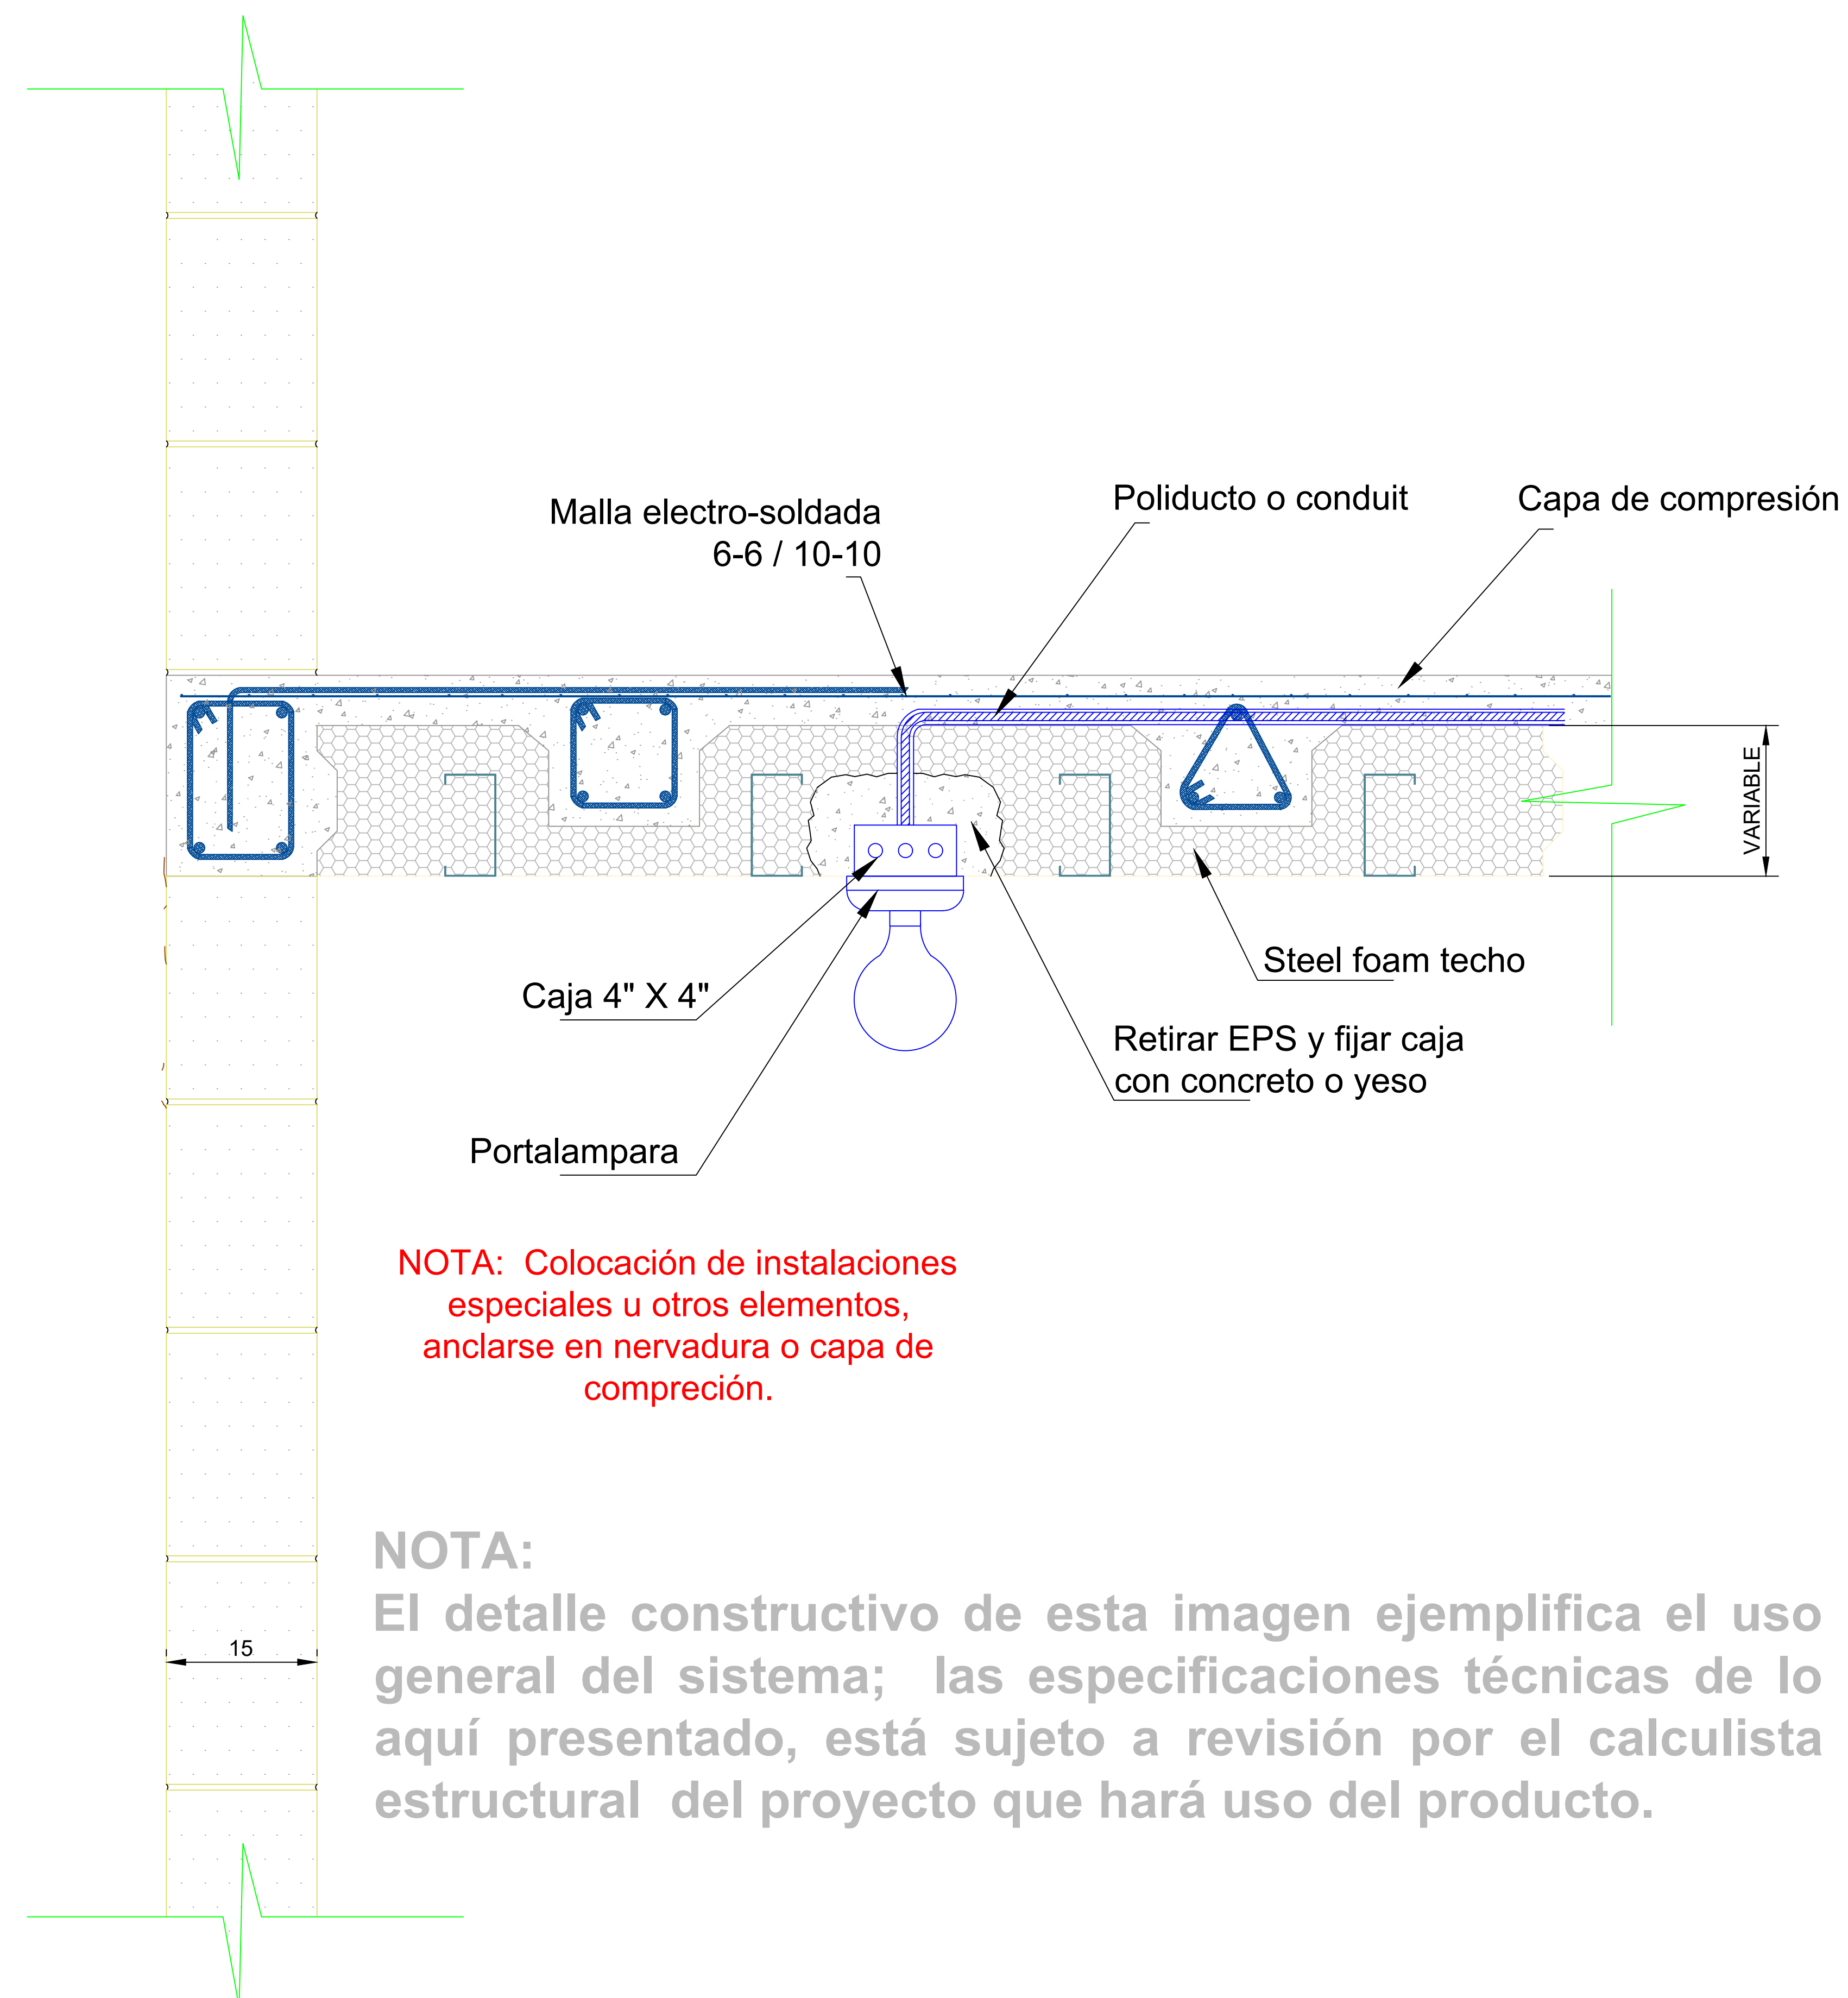 Malla electro-soldada
6-6 / 10-10
Poliducto o conduit
Capa de compresión
VARIABLE
Steel foam techo
Caja 4" X 4"
Retirar EPS y fijar caja
con concreto o yeso
Portalampara
NOTA: Colocación de instalaciones
especiales u otros elementos,
anclarse en nervadura o capa de
compreción.
NOTA:
El detalle constructivo de esta imagen ejemplifica el uso
general del sistema; las especificaciones técnicas de lo
aquí presentado, está sujeto a revisión por el calculista
estructural del proyecto que hará uso del producto.
15